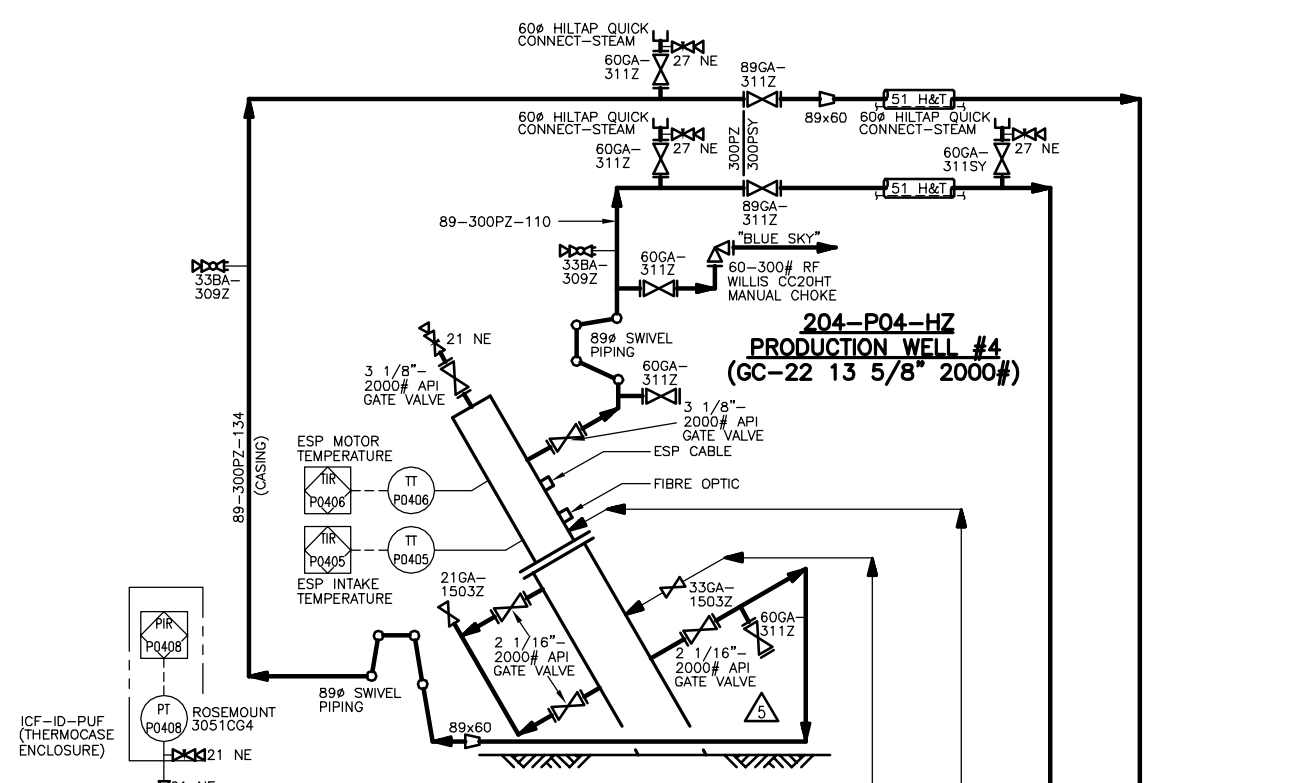 60ø HILTAP QUICK
CONNECT-STEAM
60GA-
311Z
27 NE
89GA-
311Z
89x60
51 H&T
60ø HILTAP QUICK
CONNECT-STEAM
60GA-
311Z
27 NE
300PZ
300PSY
60ø HILTAP QUICK
CONNECT-STEAM
60GA-
311SY
27 NE
51 H&T
89GA-
311Z
89-300PZ-110
"BLUE SKY"
33BA-
309Z
33BA-
309Z
60GA-
311Z
60-300# RF
WILLIS CC20HT
MANUAL CHOKE
204-P04-HZ
PRODUCTION WELL #4
(GC-22 13 5/8" 2000#)
21 NE
89ø SWIVEL
PIPING
3 1/8"-
2000# API
GATE VALVE
60GA-
311Z
3 1/8"-
2000# API
GATE VALVE
89-300PZ-134
(CASING)
ESP MOTOR
TEMPERATURE
TIR
P0406
TT
P0406
ESP CABLE
FIBRE OPTIC
TIR
P0405
TT
P0405
ESP INTAKE
TEMPERATURE
21GA-
1503Z
33GA-
1503Z
60GA-
311Z
2 1/16"-
2000# API
GATE VALVE
2 1/16"-
2000# API
GATE VALVE
PIR
P0408
89ø SWIVEL
PIPING
5
PT
P0408
ROSEMOUNT
3051CG4
ICF-ID-PUF
(THERMOCASE
ENCLOSURE)
89x60
21 NE